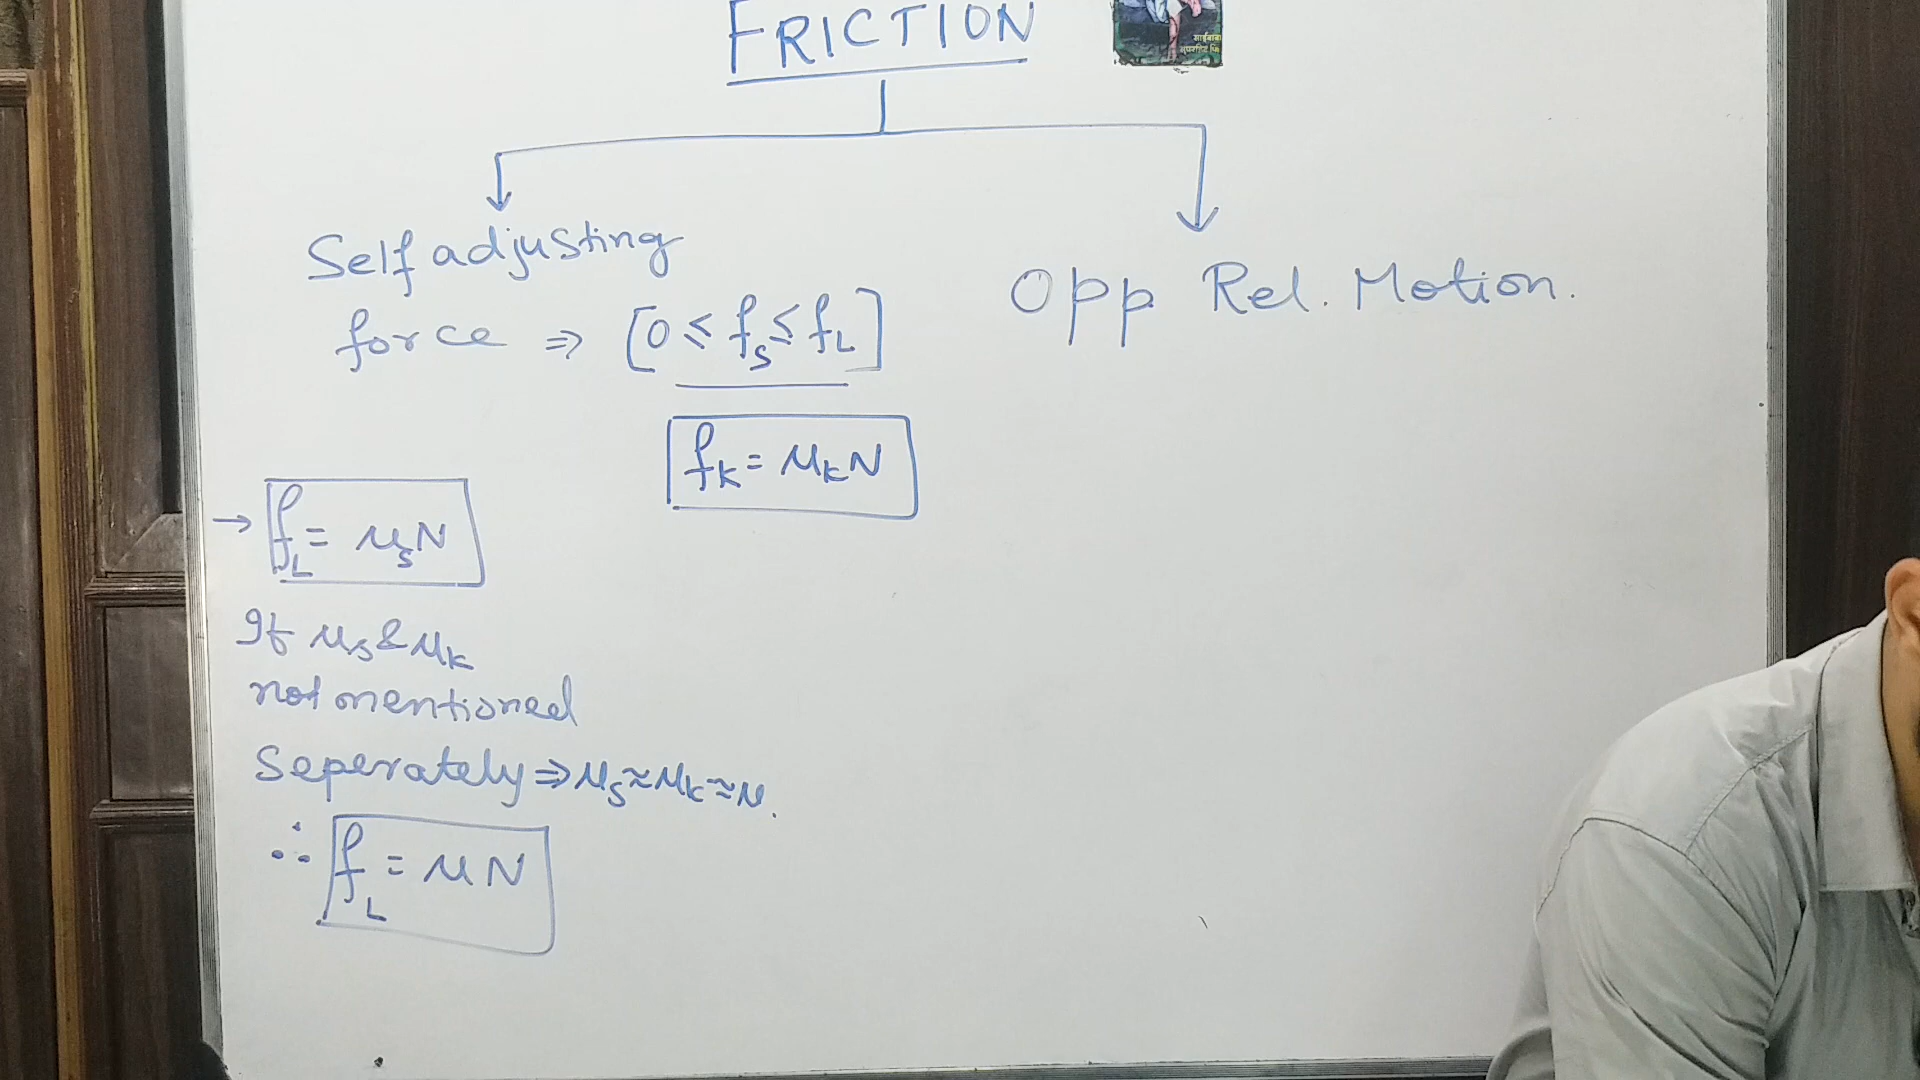 FRICTION
साईबाबा
Self adjusting
force ⇒ [0 ≤ fs ≤ fL]
Opp Rel. Motion.
fK = μKN
→ fL = μsN
If μs & μK
not mentioned
Seperately ⇒ μs ≈ μK ≈ μ.
∴ fL = μN